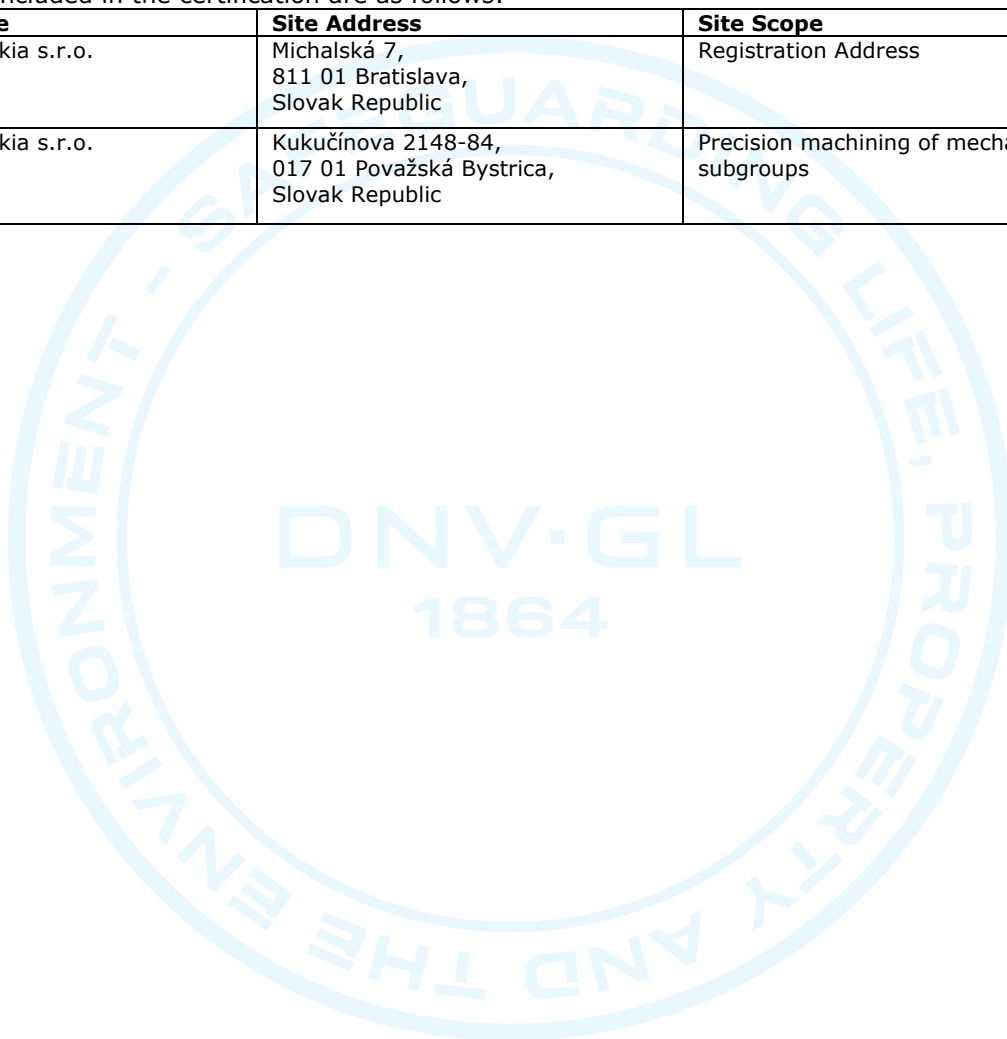 included in the certification are as follows:
e Site Address Site Scope
kia s.r.o. Michalská 7, Registration Address
811 01 Bratislava,
Slovak Republic
kia s.r.o. Kukučínova 2148-84, Precision machining of mecha
017 01 Považská Bystrica, subgroups
Slovak Republic
SAFEGUARDING LIFE, PROPERTY AND THE ENVIRONMENT -
DNV·GL
1864